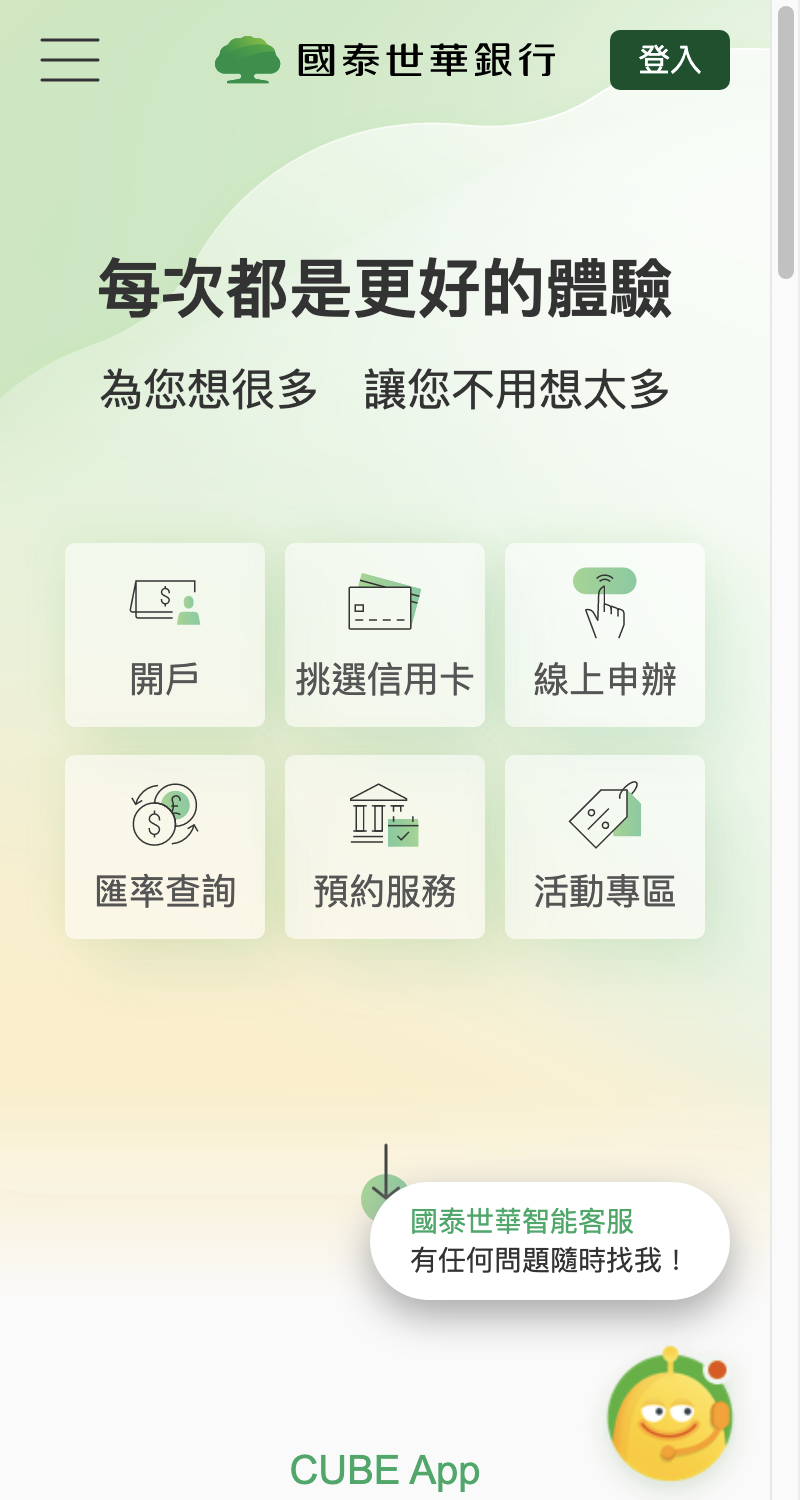 國泰世華銀行
登入
每次都是更好的體驗
為您想很多　讓您不用想太多
開戶
挑選信用卡
線上申辦
匯率查詢
預約服務
活動專區
國泰世華智能客服
有任何問題隨時找我！
CUBE App